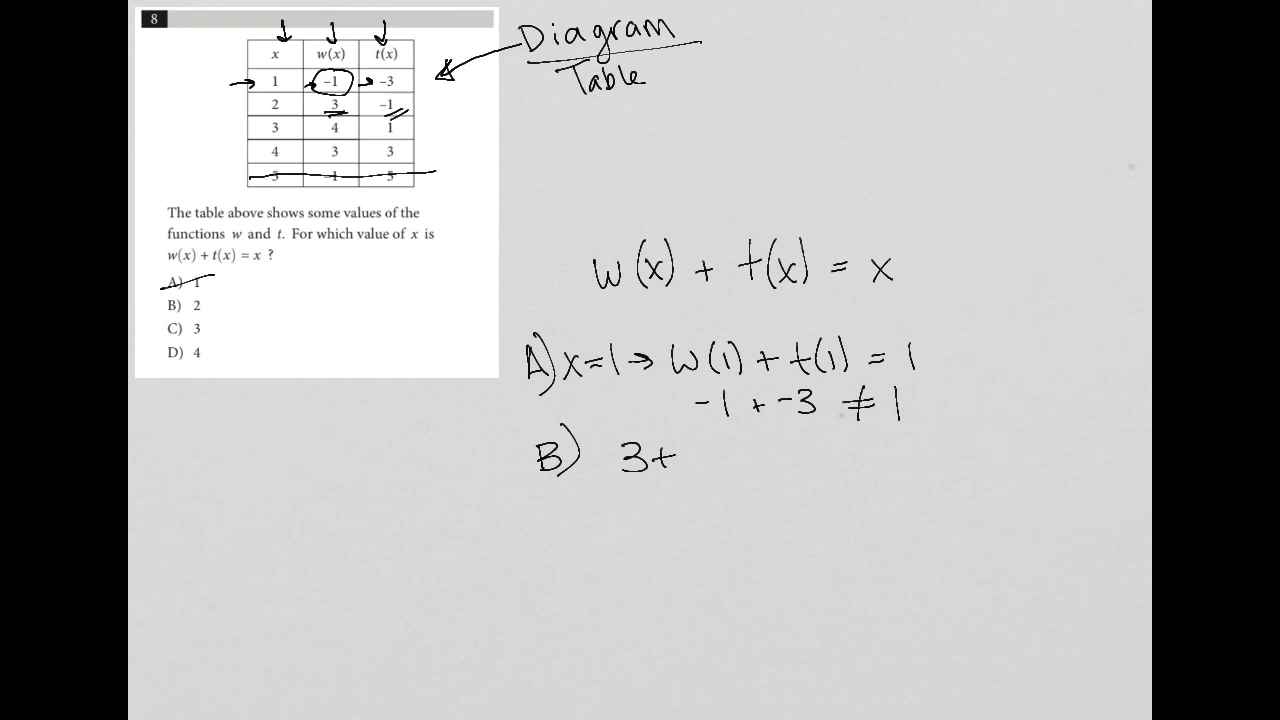 8
x w(x) t(x)
1 –1 –3
2 3 –1
3 4 1
4 3 3
5 –1 5
The table above shows some values of the
functions w and t. For which value of x is
w(x) + t(x) = x ?
A) 1
B) 2
C) 3
D) 4
Diagram
Table
w(x) + t(x) = x
A) x=1 → w(1) + t(1) = 1
-1 + -3 ≠ 1
B) 3+